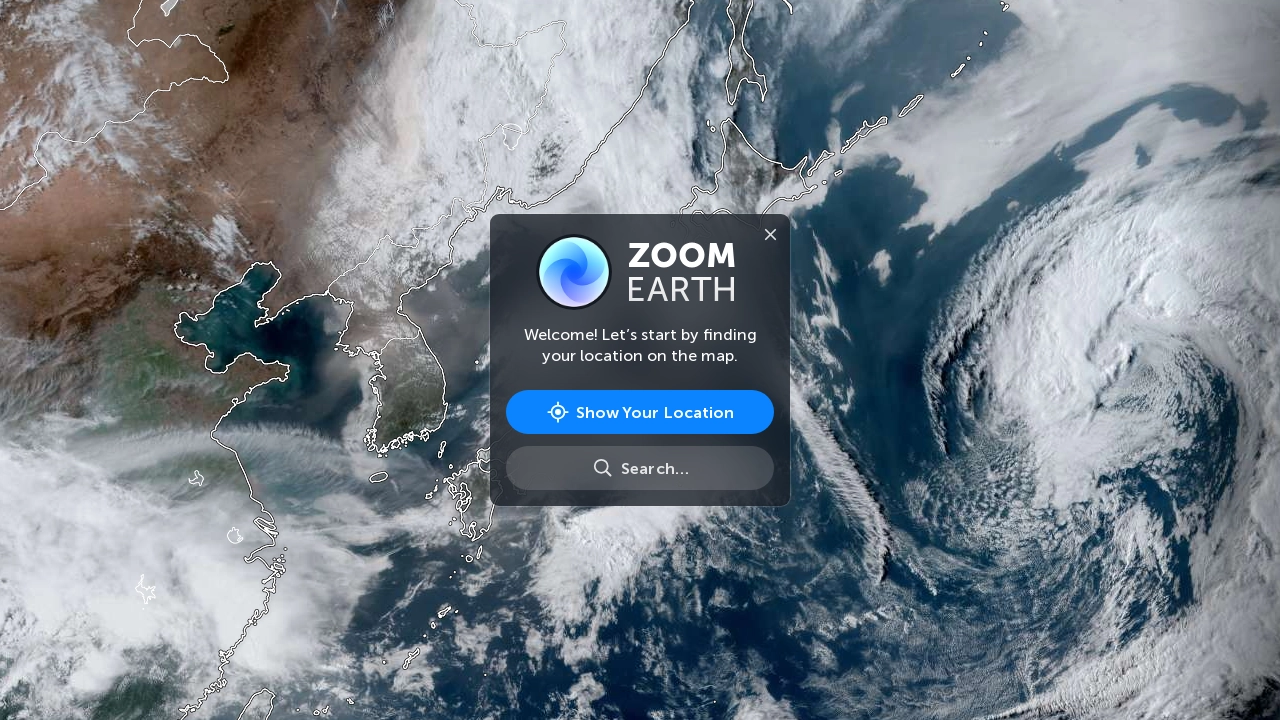 ZOOM
EARTH
Welcome! Let’s start by finding
your location on the map.
Show Your Location
Search...